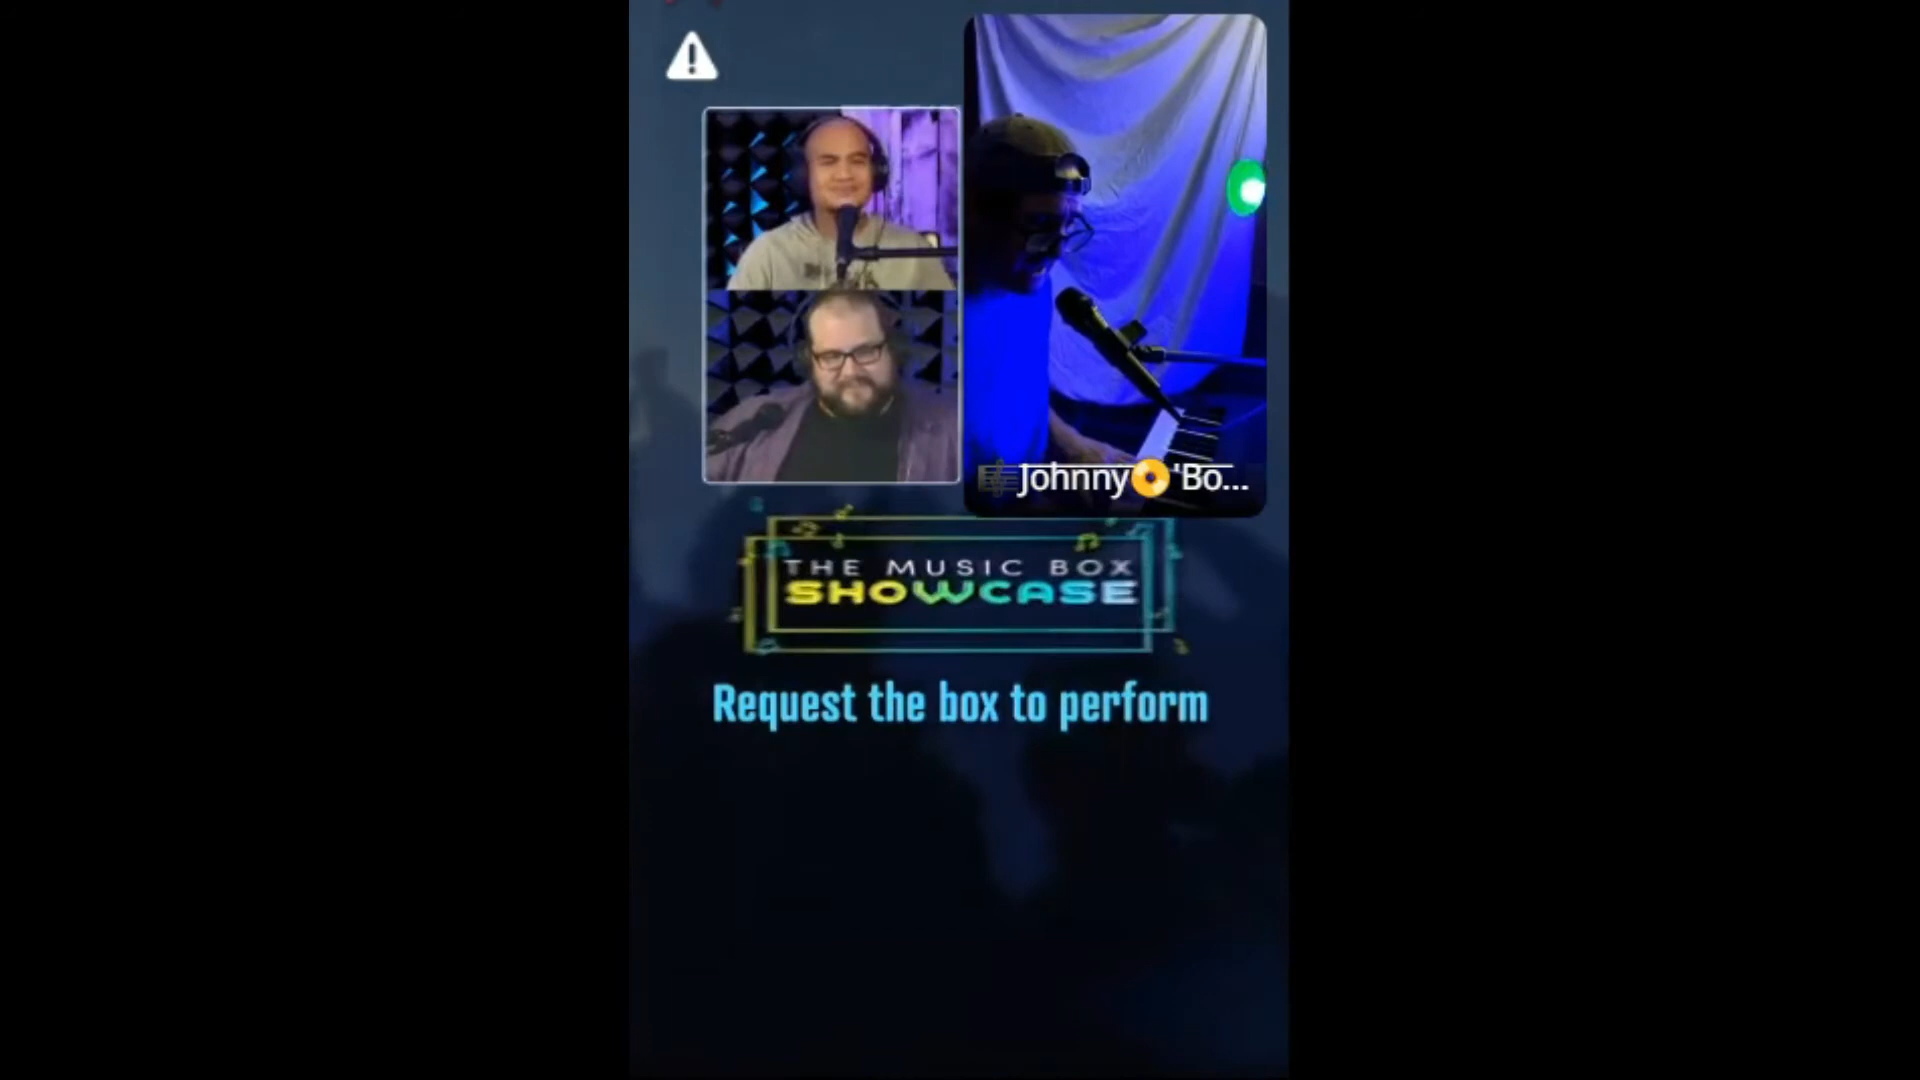 Johnny📀'Bo...
THE MUSIC BOX
SHOWCASE
Request the box to perform